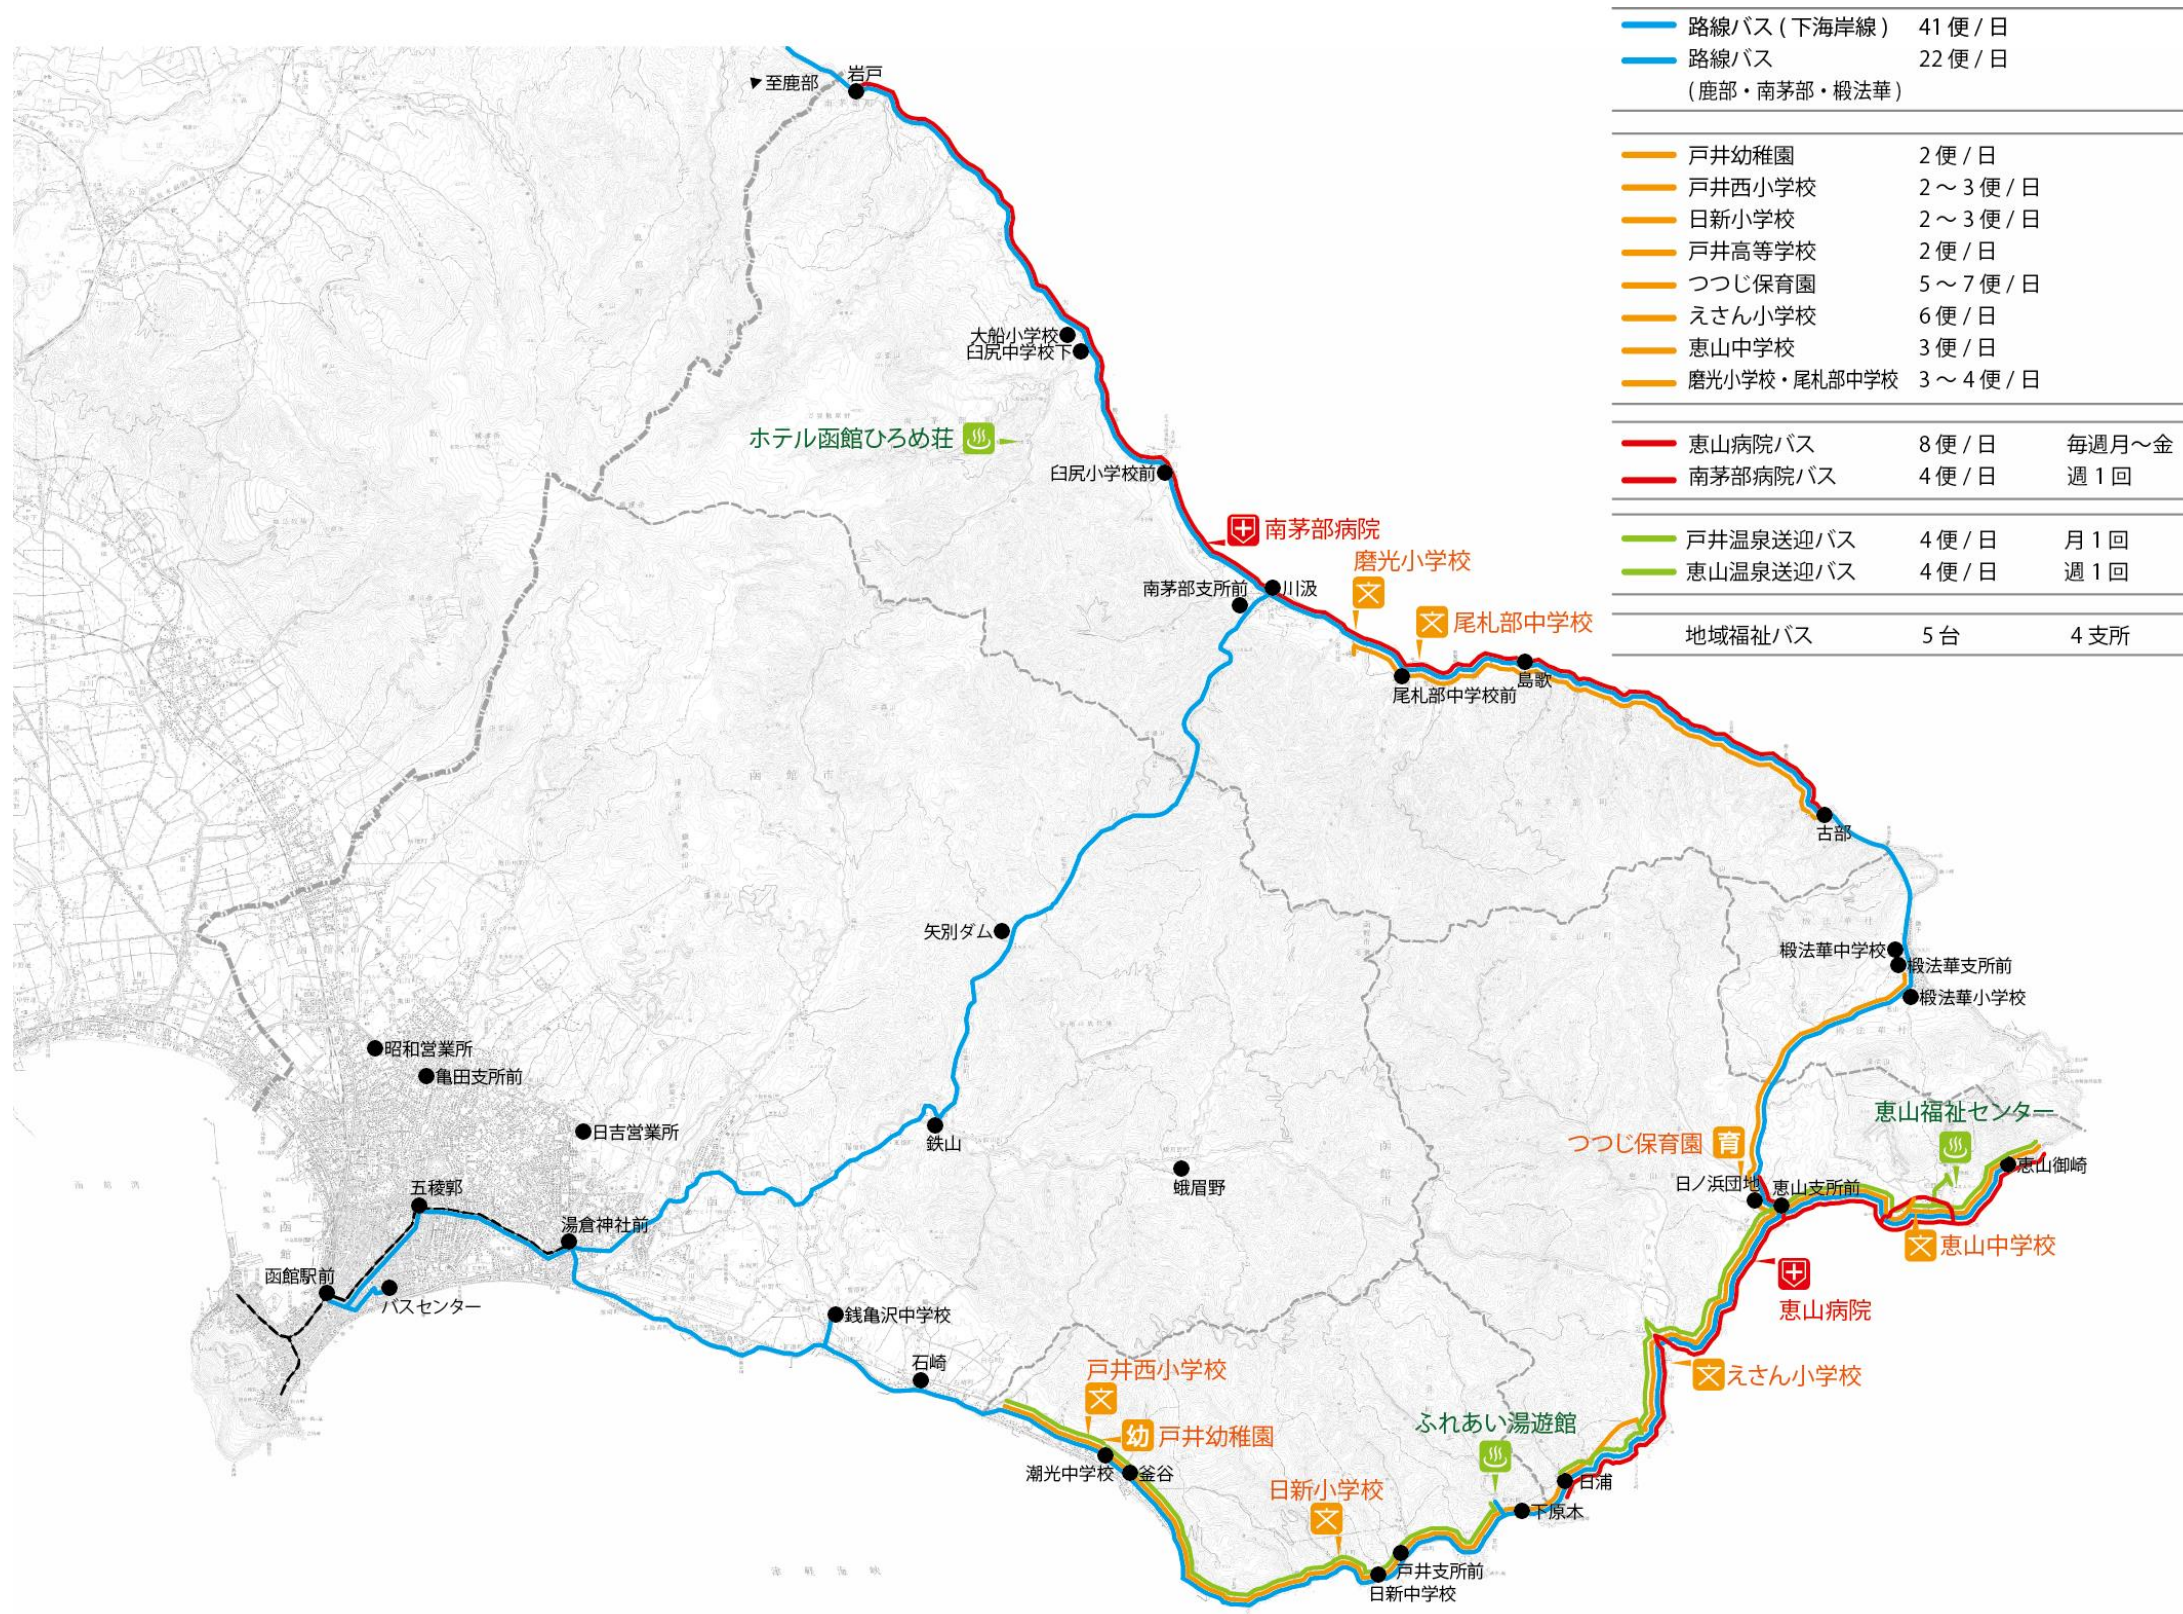 路線バス ( 下海岸線 ) 41 便 / 日
路線バス 22 便 / 日
( 鹿部・南茅部・椴法華 )
戸井幼稚園 2 便 / 日
戸井西小学校 2 ～ 3 便 / 日
日新小学校 2 ～ 3 便 / 日
戸井高等学校 2 便 / 日
つつじ保育園 5 ～ 7 便 / 日
えさん小学校 6 便 / 日
恵山中学校 3 便 / 日
磨光小学校・尾札部中学校 3 ～ 4 便 / 日
恵山病院バス 8 便 / 日 毎週月～金
南茅部病院バス 4 便 / 日 週 1 回
戸井温泉送迎バス 4 便 / 日 月 1 回
恵山温泉送迎バス 4 便 / 日 週 1 回
地域福祉バス 5 台 4 支所
至鹿部
岩戸
大船小学校
臼尻中学校下
ホテル函館ひろめ荘
臼尻小学校前
南茅部病院
磨光小学校
文
南茅部支所前
川汲
文
尾札部中学校
尾札部中学校前
島歌
古部
矢別ダム
椴法華中学校
椴法華支所前
椴法華小学校
昭和営業所
亀田支所前
日吉営業所
鉄山
蛾眉野
恵山福祉センター
つつじ保育園
育
日ノ浜団地
恵山支所前
恵山御崎
五稜郭
湯倉神社前
文
恵山中学校
函館駅前
バスセンター
恵山病院
銭亀沢中学校
石崎
戸井西小学校
文
文
えさん小学校
幼
戸井幼稚園
ふれあい湯遊館
潮光中学校
釜谷
日新小学校
文
日浦
下原木
戸井支所前
日新中学校